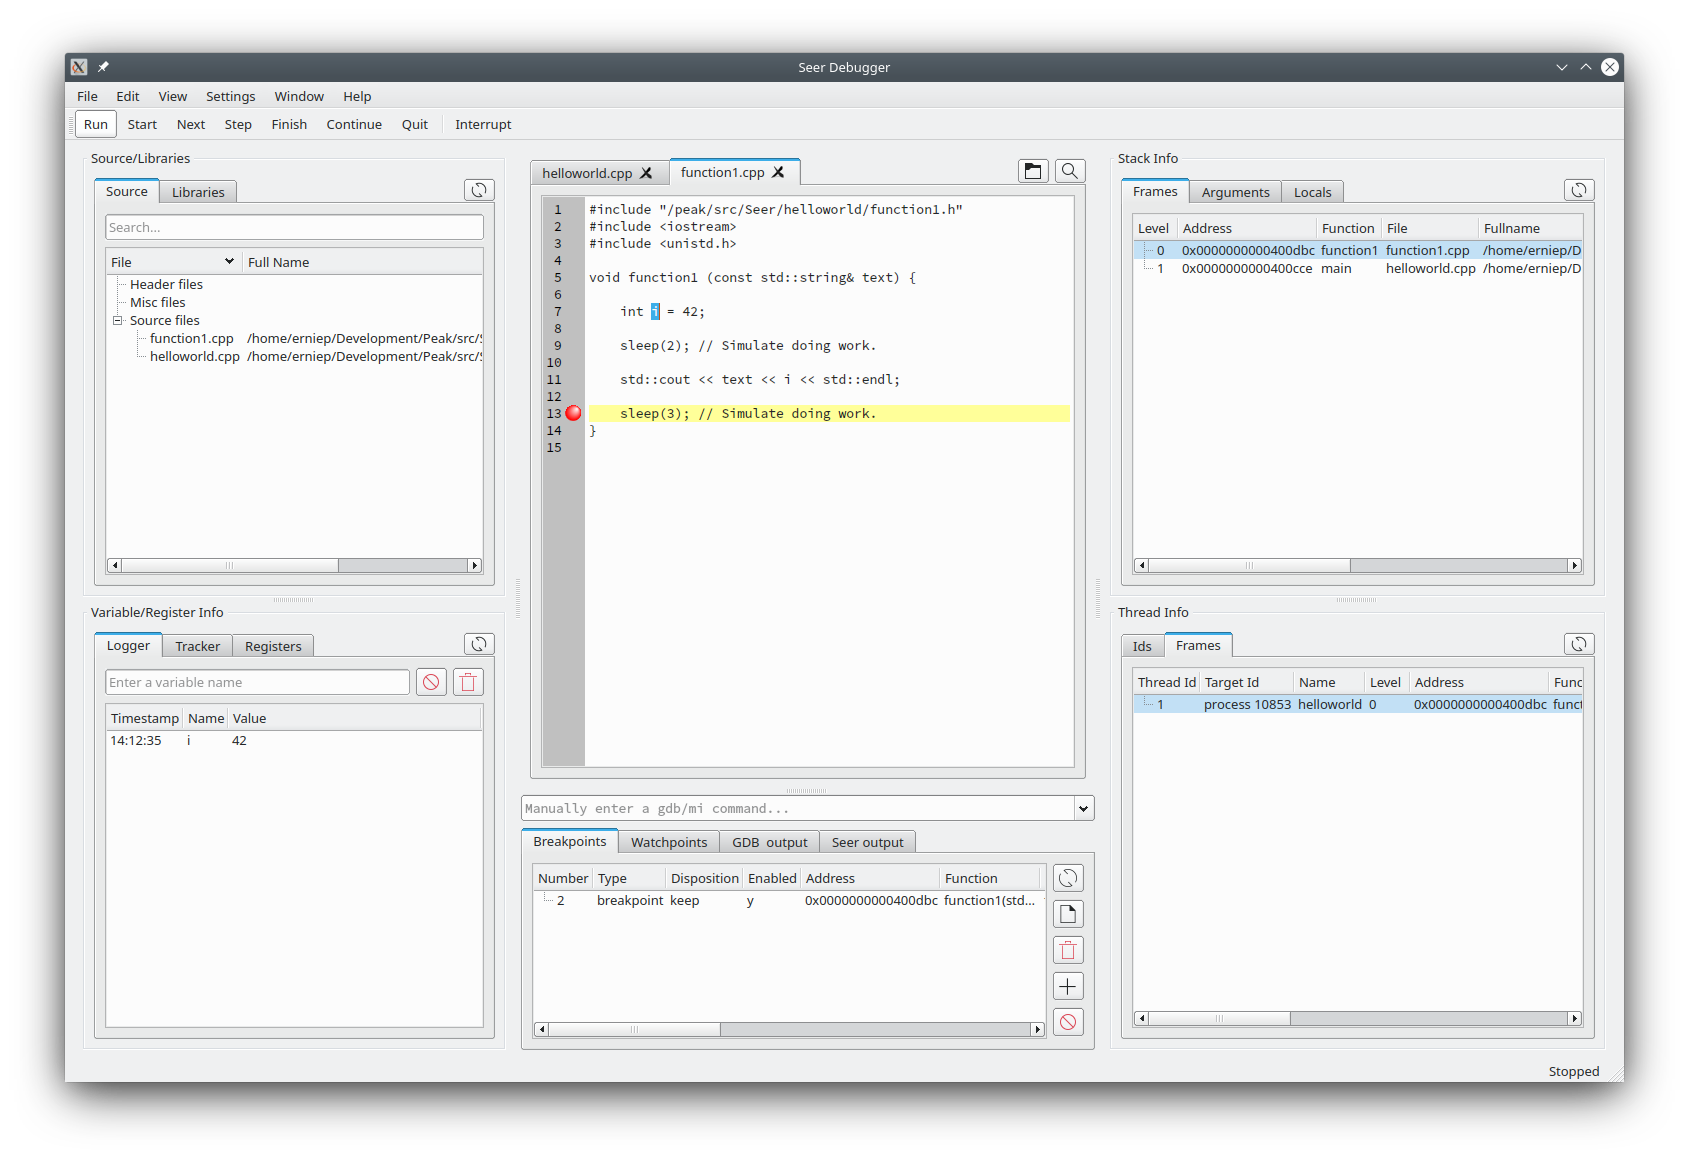 Seer Debugger
File Edit View Settings Window Help
Run Start Next Step Finish Continue Quit Interrupt
Source/Libraries
Source Libraries
Search...
File Full Name
Header files
Misc files
Source files
function1.cpp /home/erniep/Development/Peak/src/
helloworld.cpp /home/erniep/Development/Peak/src/
Variable/Register Info
Logger Tracker Registers
Enter a variable name
Timestamp Name Value
14:12:35 i 42
helloworld.cpp function1.cpp
1 #include "/peak/src/Seer/helloworld/function1.h"
2 #include <iostream>
3 #include <unistd.h>
4
5 void function1 (const std::string& text) {
6
7 int i = 42;
8
9 sleep(2); // Simulate doing work.
10
11 std::cout << text << i << std::endl;
12
13 sleep(3); // Simulate doing work.
14 }
15
Manually enter a gdb/mi command...
Breakpoints Watchpoints GDB output Seer output
Number Type Disposition Enabled Address Function
2 breakpoint keep y 0x0000000000400dbc function1(std...
Stack Info
Frames Arguments Locals
Level Address Function File Fullname
0 0x0000000000400dbc function1 function1.cpp /home/erniep/D
1 0x0000000000400cce main helloworld.cpp /home/erniep/D
Thread Info
Ids Frames
Thread Id Target Id Name Level Address Func
1 process 10853 helloworld 0 0x0000000000400dbc funct
Stopped